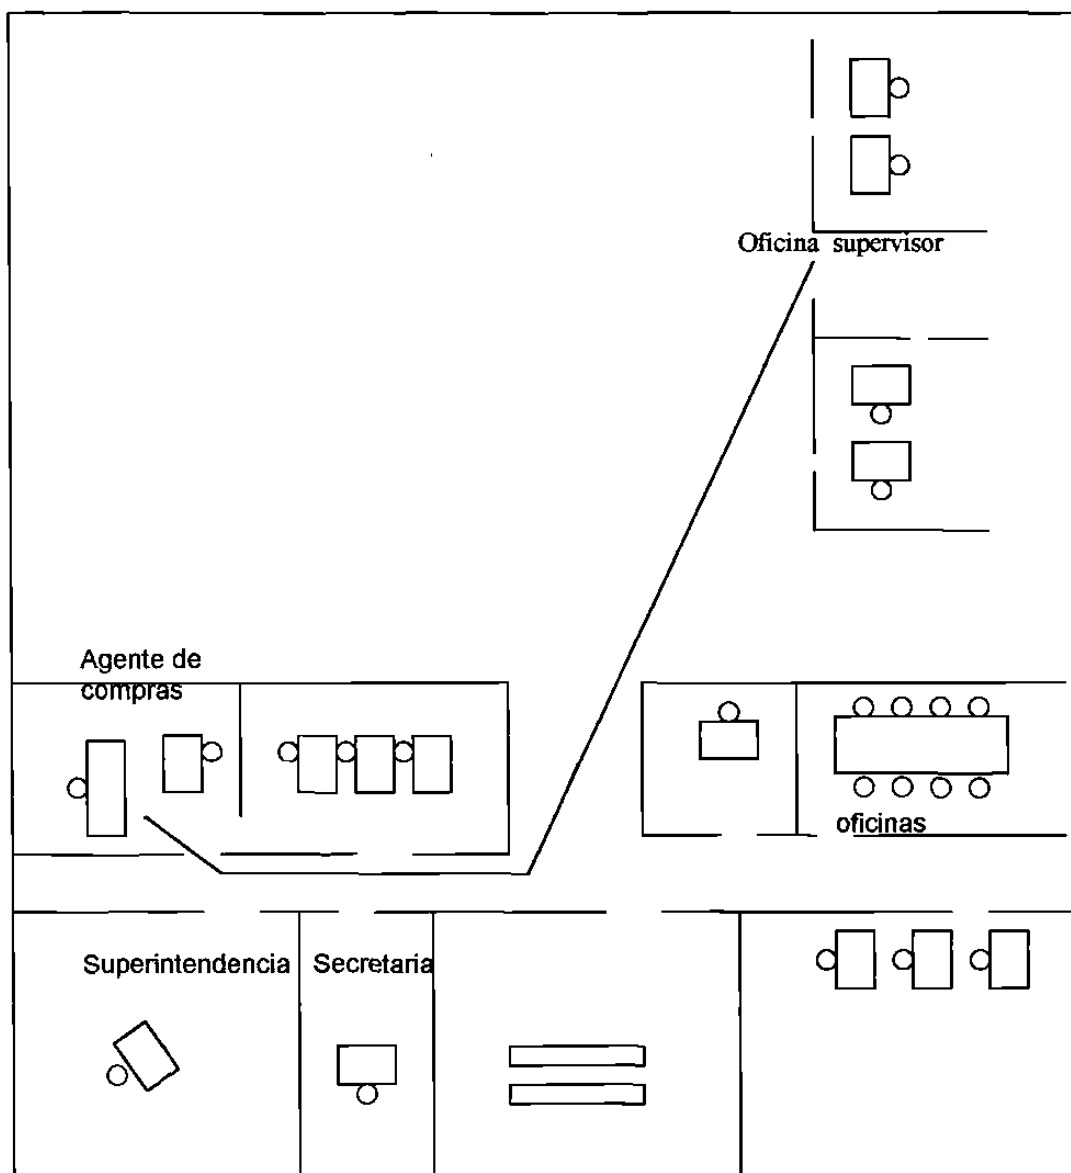 Oficina supervisor
Agente de
compras
oficinas
Superintendencia
Secretaria